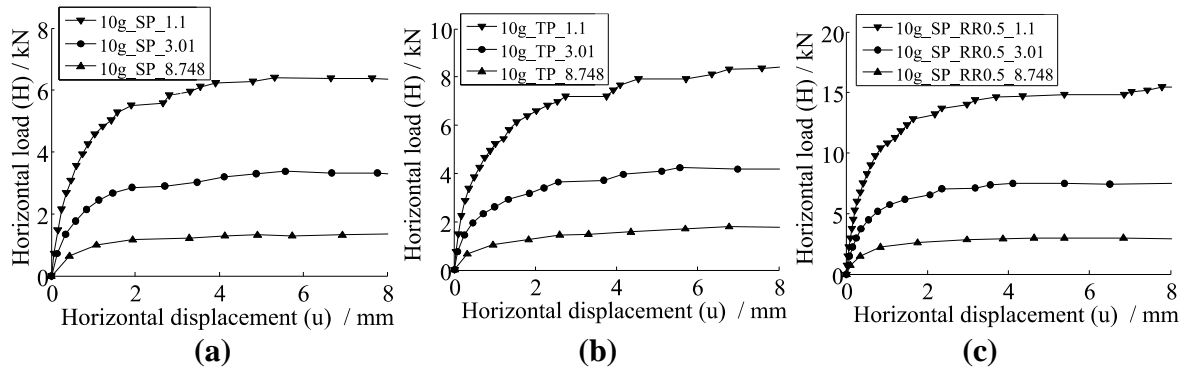 10g_SP_1.1
10g_SP_3.01
10g_SP_8.748
Horizontal load (H) / kN
8
6
4
2
0
0
2
4
6
8
Horizontal displacement (u) / mm
(a)
10g_TP_1.1
10g_TP_3.01
10g_TP_8.748
Horizontal load (H) / kN
10
8
6
4
2
0
0
2
4
6
8
Horizontal displacement (u) / mm
(b)
10g_SP_RR0.5_1.1
10g_SP_RR0.5_3.01
10g_SP_RR0.5_8.748
Horizontal load (H) / kN
20
15
10
5
0
0
2
4
6
8
Horizontal displacement (u) / mm
(c)